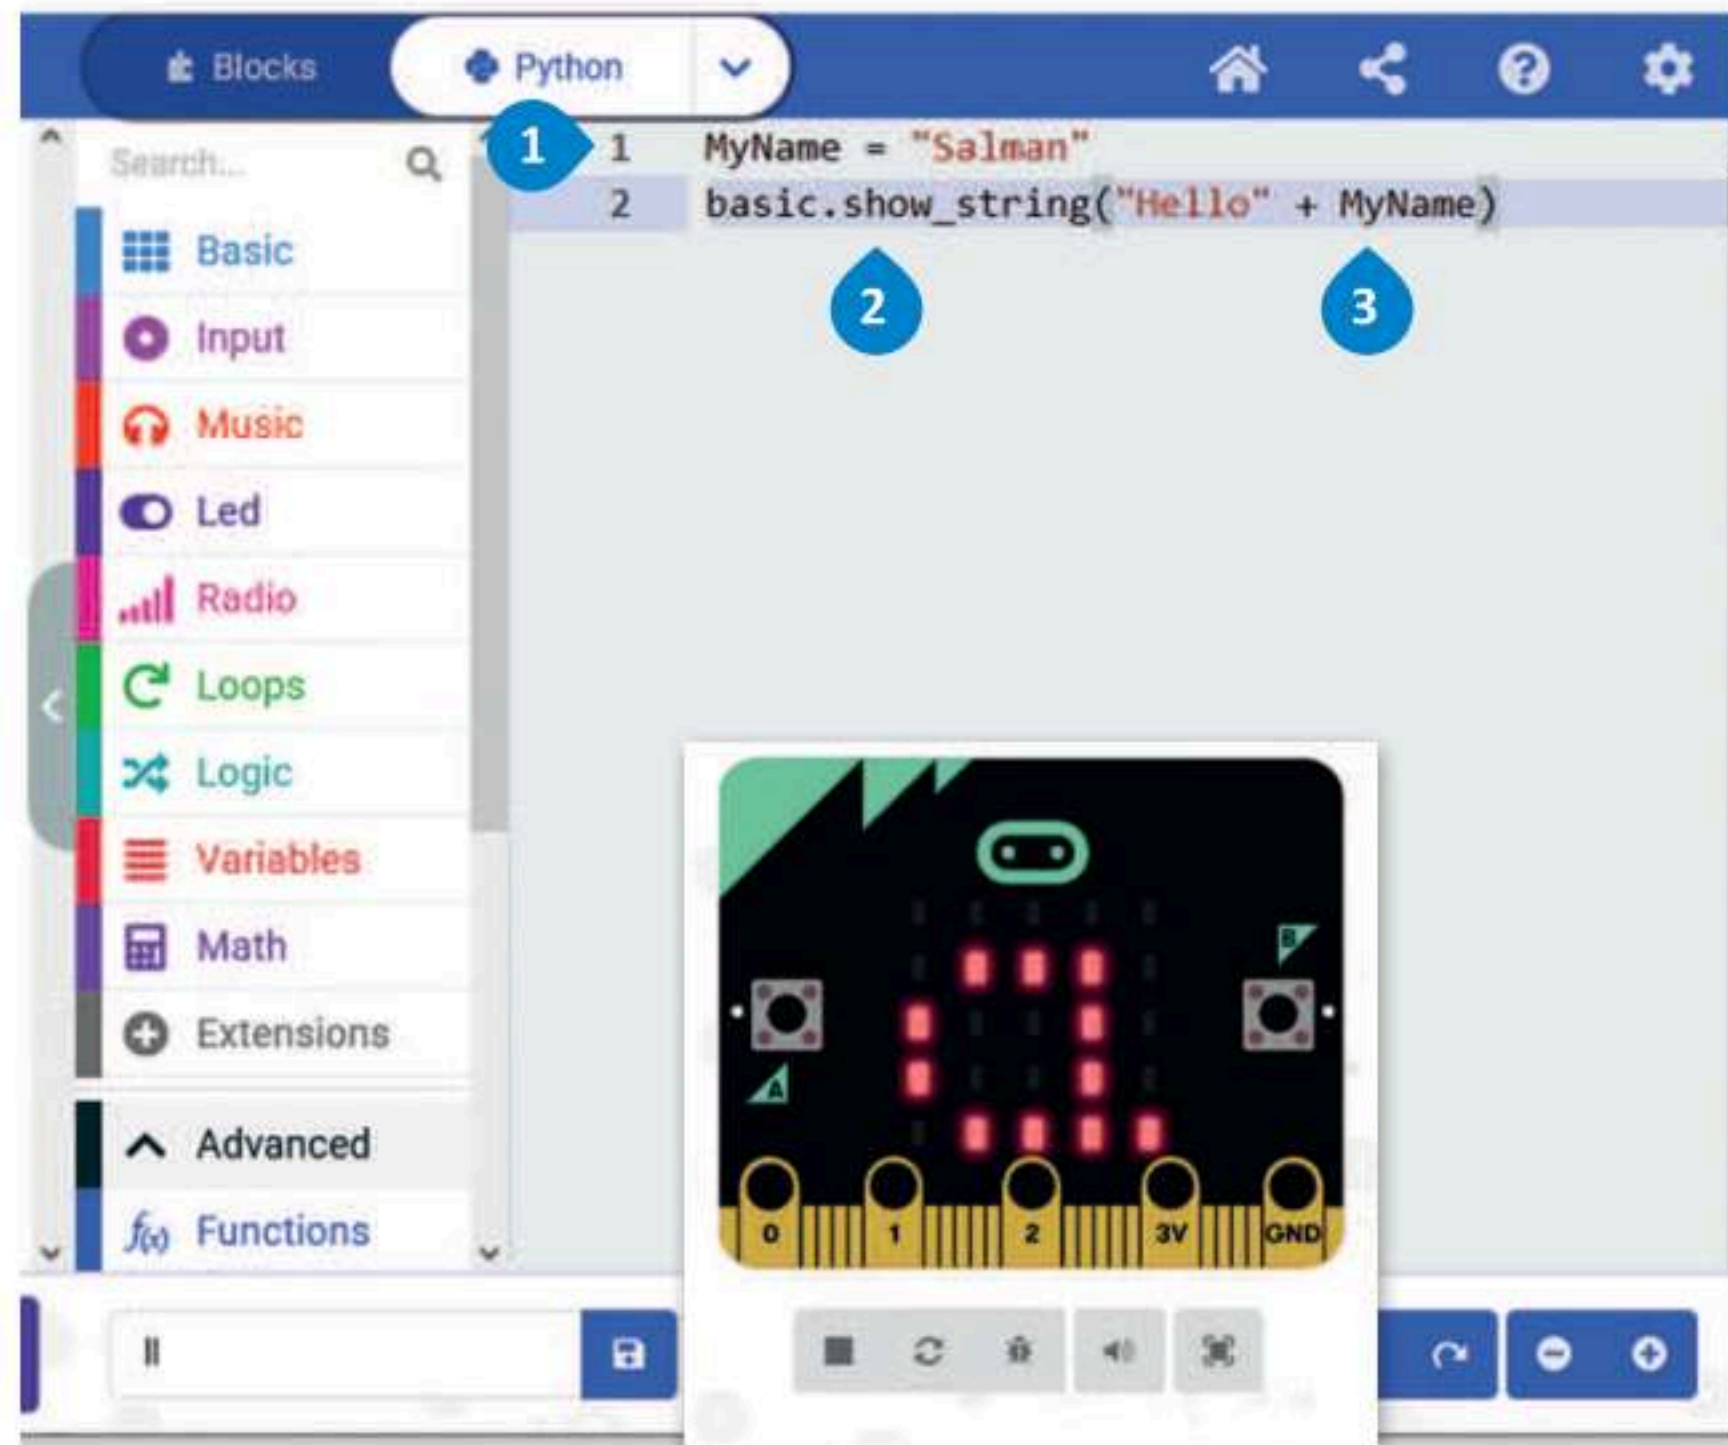 Blocks
Python
1
1 MyName = "Salman"
2 basic.show_string("Hello" + MyName)
2
3
Search...
Basic
Input
Music
Led
Radio
Loops
Logic
Variables
Math
Extensions
Advanced
f(x) Functions
B
A
0 1 2 3V GND
ll